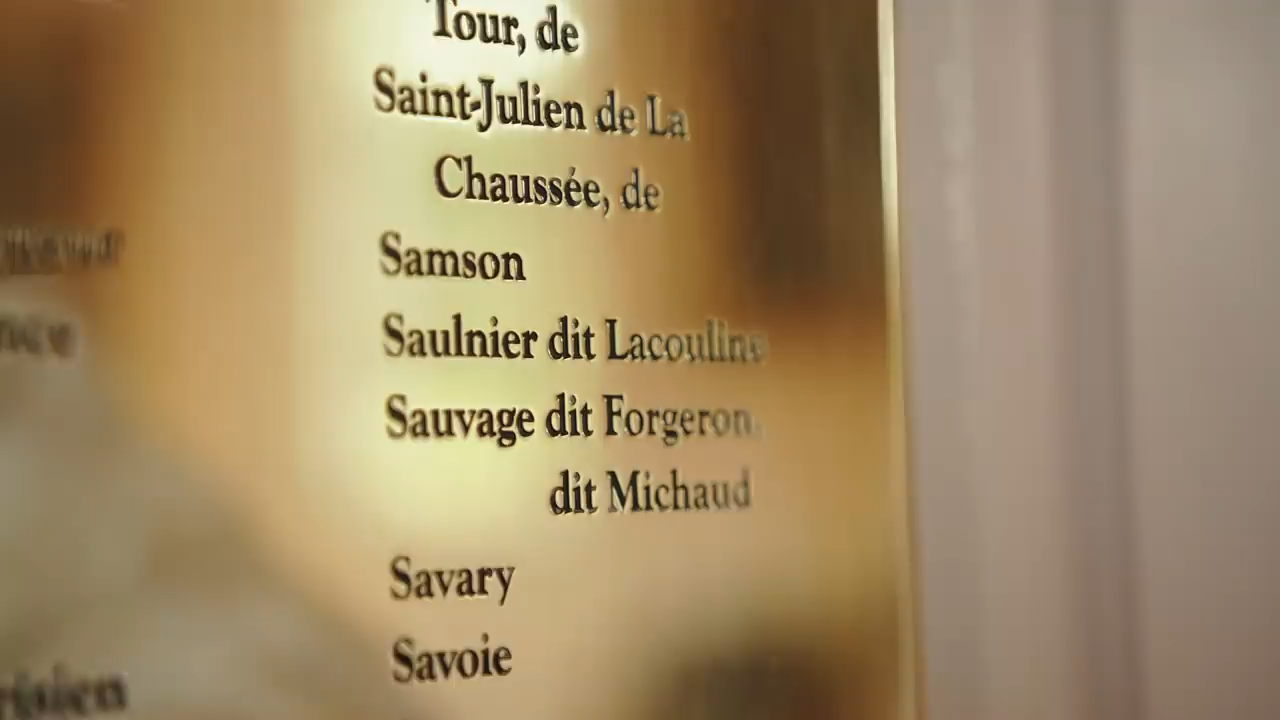 Tour, de
Saint-Julien de La
Chaussée, de
Samson
Saulnier dit Lacouline
Sauvage dit Forgeron,
dit Michaud
Savary
Savoie